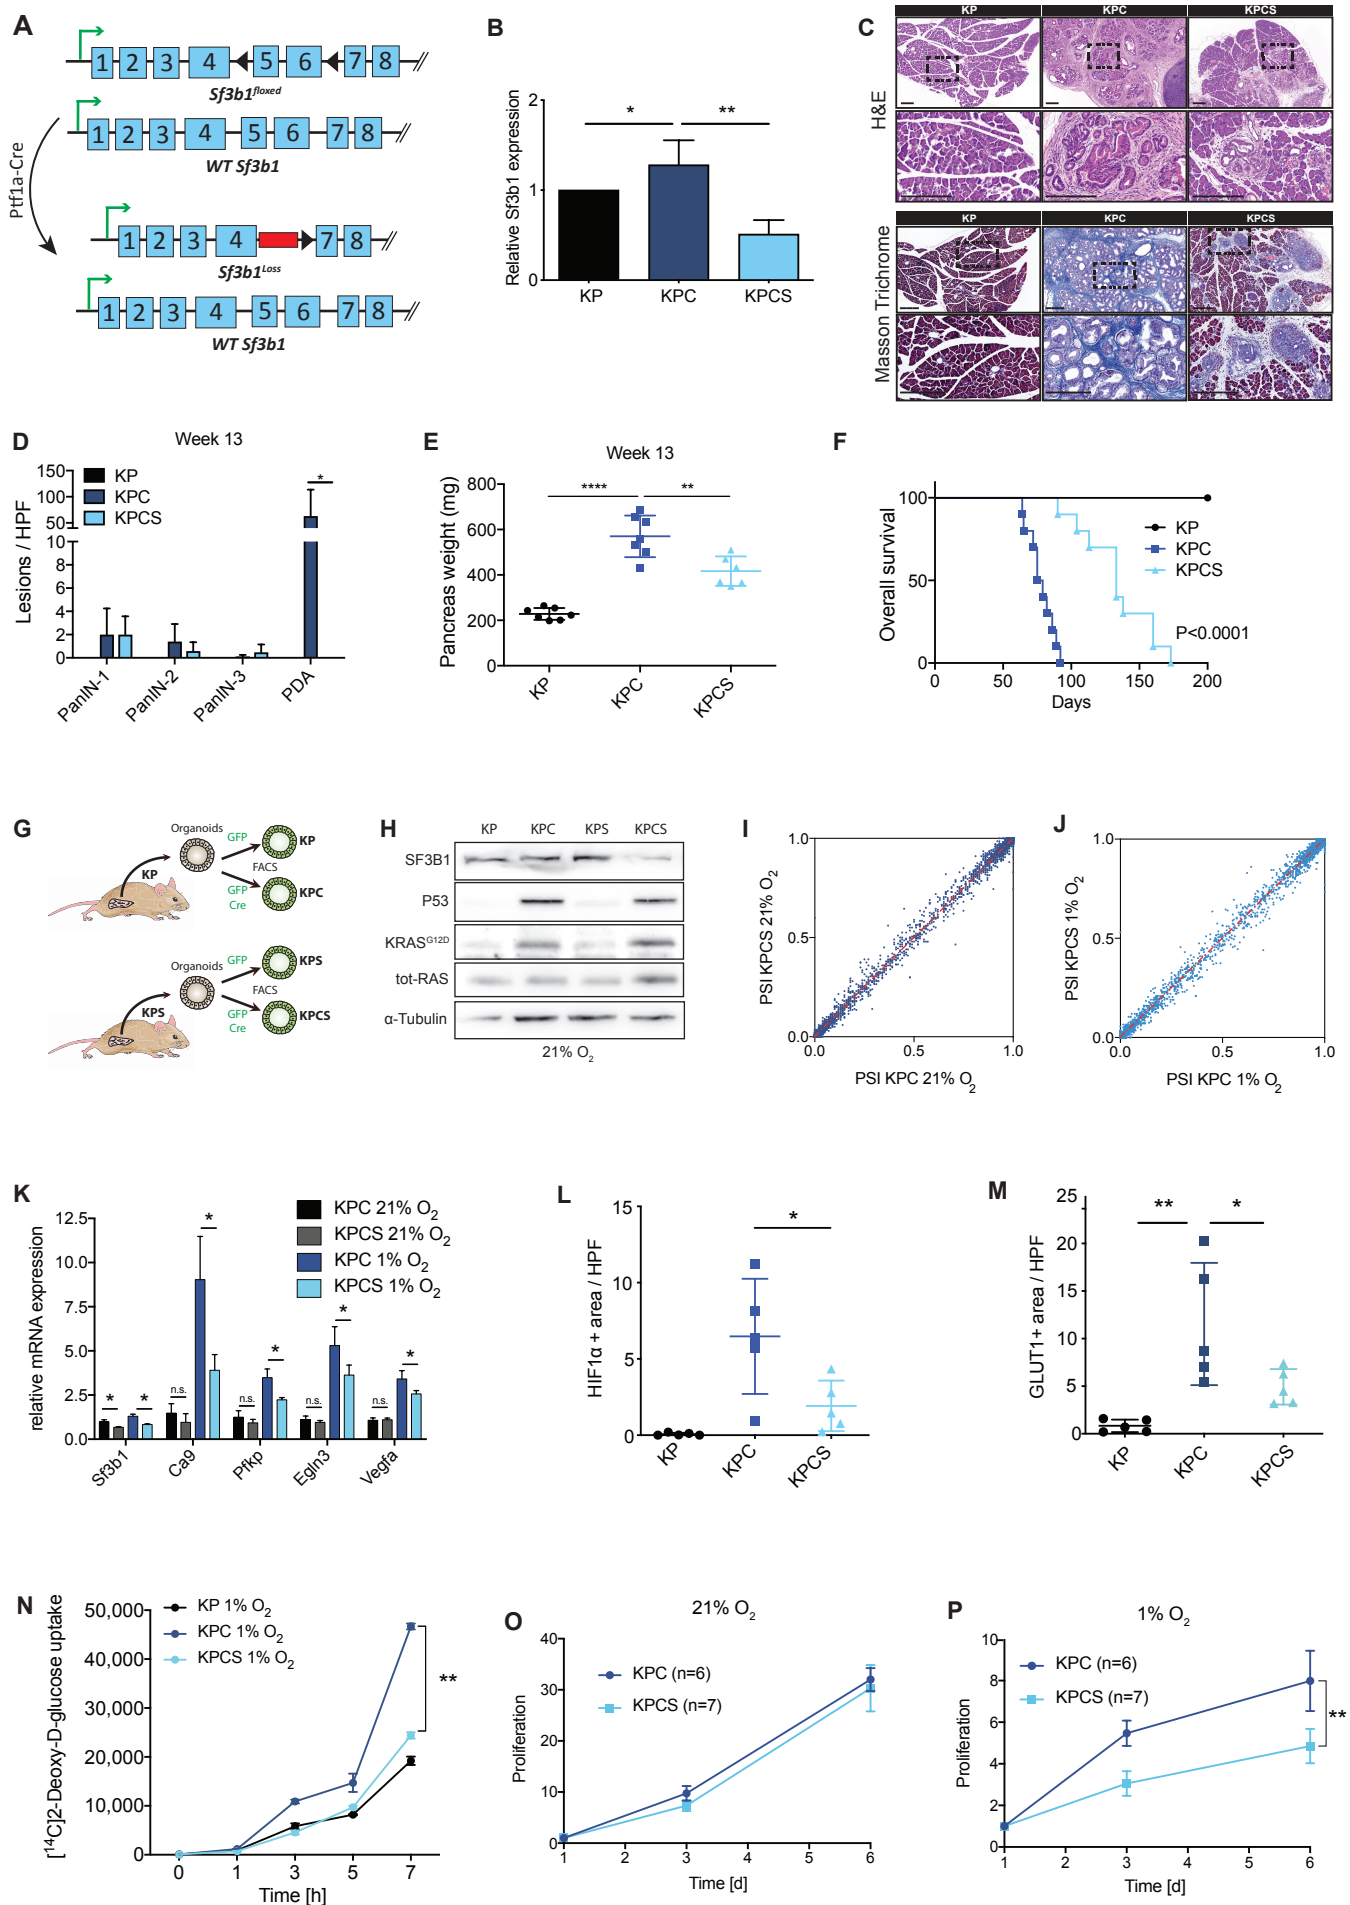 A
1 2 3 4 5 6 7 8
Sf3b1floxed
1 2 3 4 5 6 7 8
WT Sf3b1
Ptf1a-Cre
1 2 3 4 7 8
Sf3b1Loss
1 2 3 4 5 6 7 8
WT Sf3b1
B
Relative Sf3b1 expression
2
1
0
* **
KP KPC KPCS
C
KP KPC KPCS
H&E
KP KPC KPCS
Masson Trichrome
D
Week 13
KP
KPC
KPCS
Lesions / HPF
150
100
50
10
8
6
4
2
0
*
PanIN-1 PanIN-2 PanIN-3 PDA
E
Week 13
Pancreas weight (mg)
800
600
400
200
0
**** **
KP KPC KPCS
F
Overall survival
100
50
0
KP
KPC
KPCS
P<0.0001
0 50 100 150 200
Days
G
Organoids
GFP
KP
KP
FACS
GFP
Cre
KPC
Organoids
GFP
KPS
KPS
FACS
GFP
Cre
KPCS
H
KP KPC KPS KPCS
SF3B1
P53
KRASG12D
tot-RAS
α-Tubulin
21% O2
I
PSI KPCS 21% O2
1.0
0.5
0.0
0.0 0.5 1.0
PSI KPC 21% O2
J
PSI KPCS 1% O2
1.0
0.5
0.0
0.0 0.5 1.0
PSI KPC 1% O2
K
relative mRNA expression
12.5
10.0
7.5
5.0
2.5
0.0
KPC 21% O2
KPCS 21% O2
KPC 1% O2
KPCS 1% O2
* * n.s. * n.s. * n.s. * n.s. *
Sf3b1 Ca9 Pfkp Egln3 Vegfa
L
HIF1α + area / HPF
15
10
5
0
*
KP KPC KPCS
M
GLUT1+ area / HPF
25
20
15
10
5
0
** *
KP KPC KPCS
N
[14C]2-Deoxy-D-glucose uptake
50,000
40,000
30,000
20,000
10,000
0
KP 1% O2
KPC 1% O2
KPCS 1% O2
**
0 1 3 5 7
Time [h]
O
21% O2
Proliferation
40
30
20
10
0
KPC (n=6)
KPCS (n=7)
1 2 3 4 5 6
Time [d]
P
1% O2
Proliferation
10
8
6
4
2
0
KPC (n=6)
KPCS (n=7)
**
1 2 3 4 5 6
Time [d]